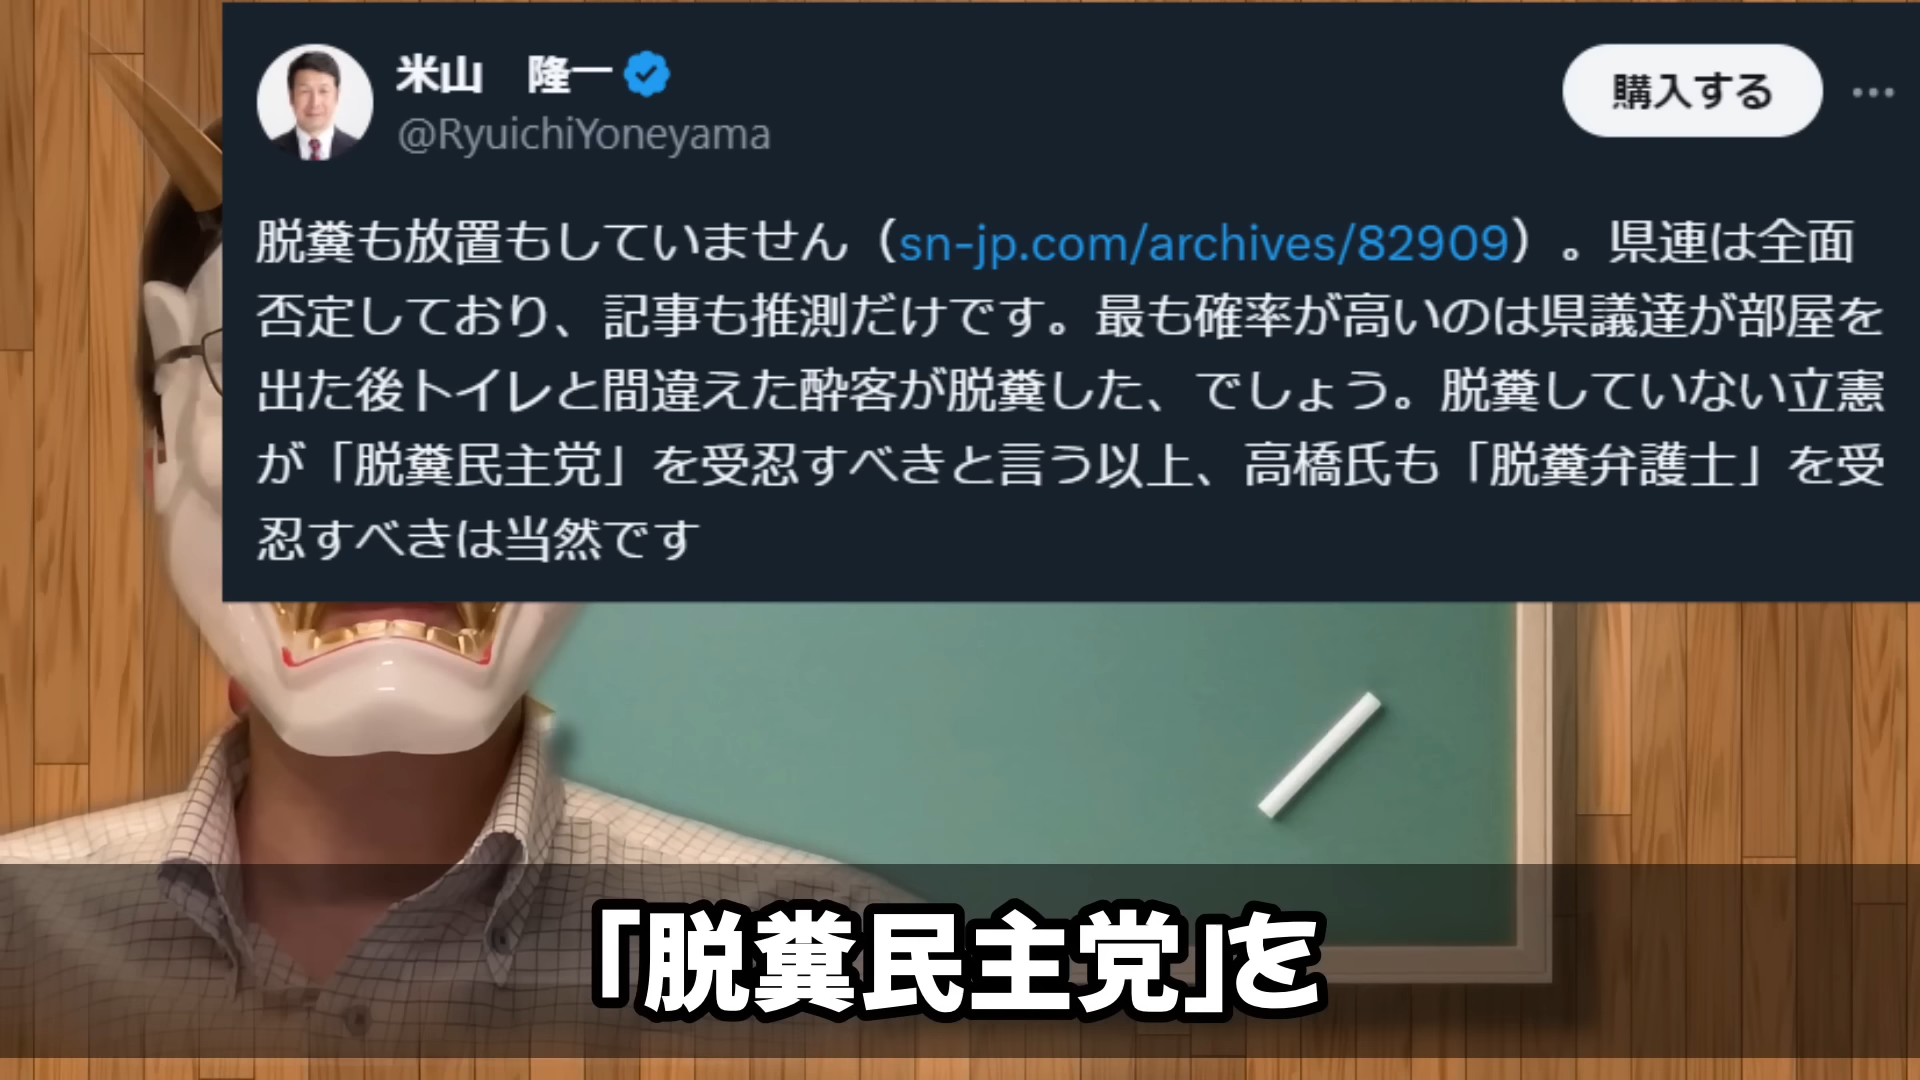 米山　隆一
@RyuichiYoneyama
購入する
脱糞も放置もしていません（sn-jp.com/archives/82909）。県連は全面
否定しており、記事も推測だけです。最も確率が高いのは県議達が部屋を
出た後トイレと間違えた酔客が脱糞した、でしょう。脱糞していない立憲
が「脱糞民主党」を受忍すべきと言う以上、高橋氏も「脱糞弁護士」を受
忍すべきは当然です
「脱糞民主党」を